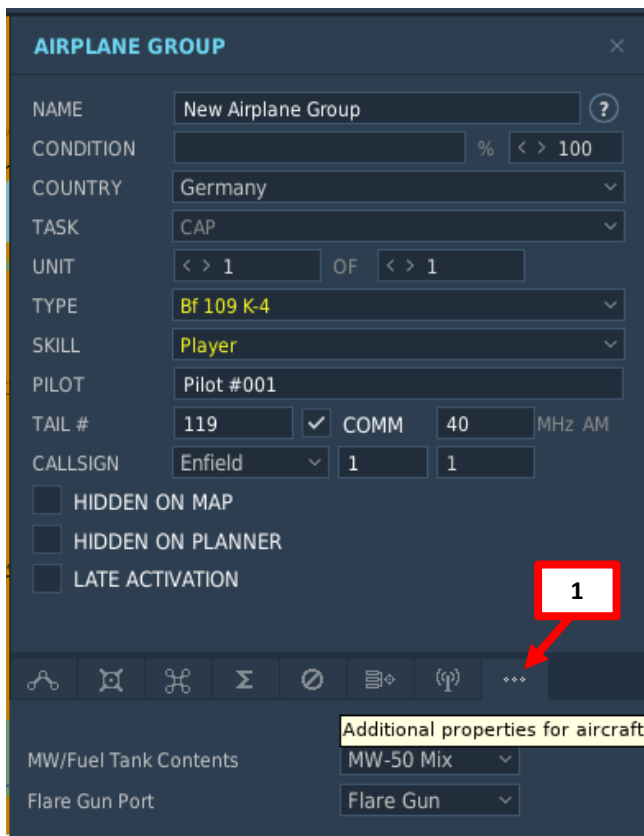 AIRPLANE GROUP ×
NAME New Airplane Group ?
CONDITION % < > 100
COUNTRY Germany
TASK CAP
UNIT < > 1 OF < > 1
TYPE Bf 109 K-4
SKILL Player
PILOT Pilot #001
TAIL # 119 COMM 40 MHz AM
CALLSIGN Enfield 1 1
HIDDEN ON MAP
HIDDEN ON PLANNER
LATE ACTIVATION
1
Additional properties for aircraft
MW/Fuel Tank Contents MW-50 Mix
Flare Gun Port Flare Gun